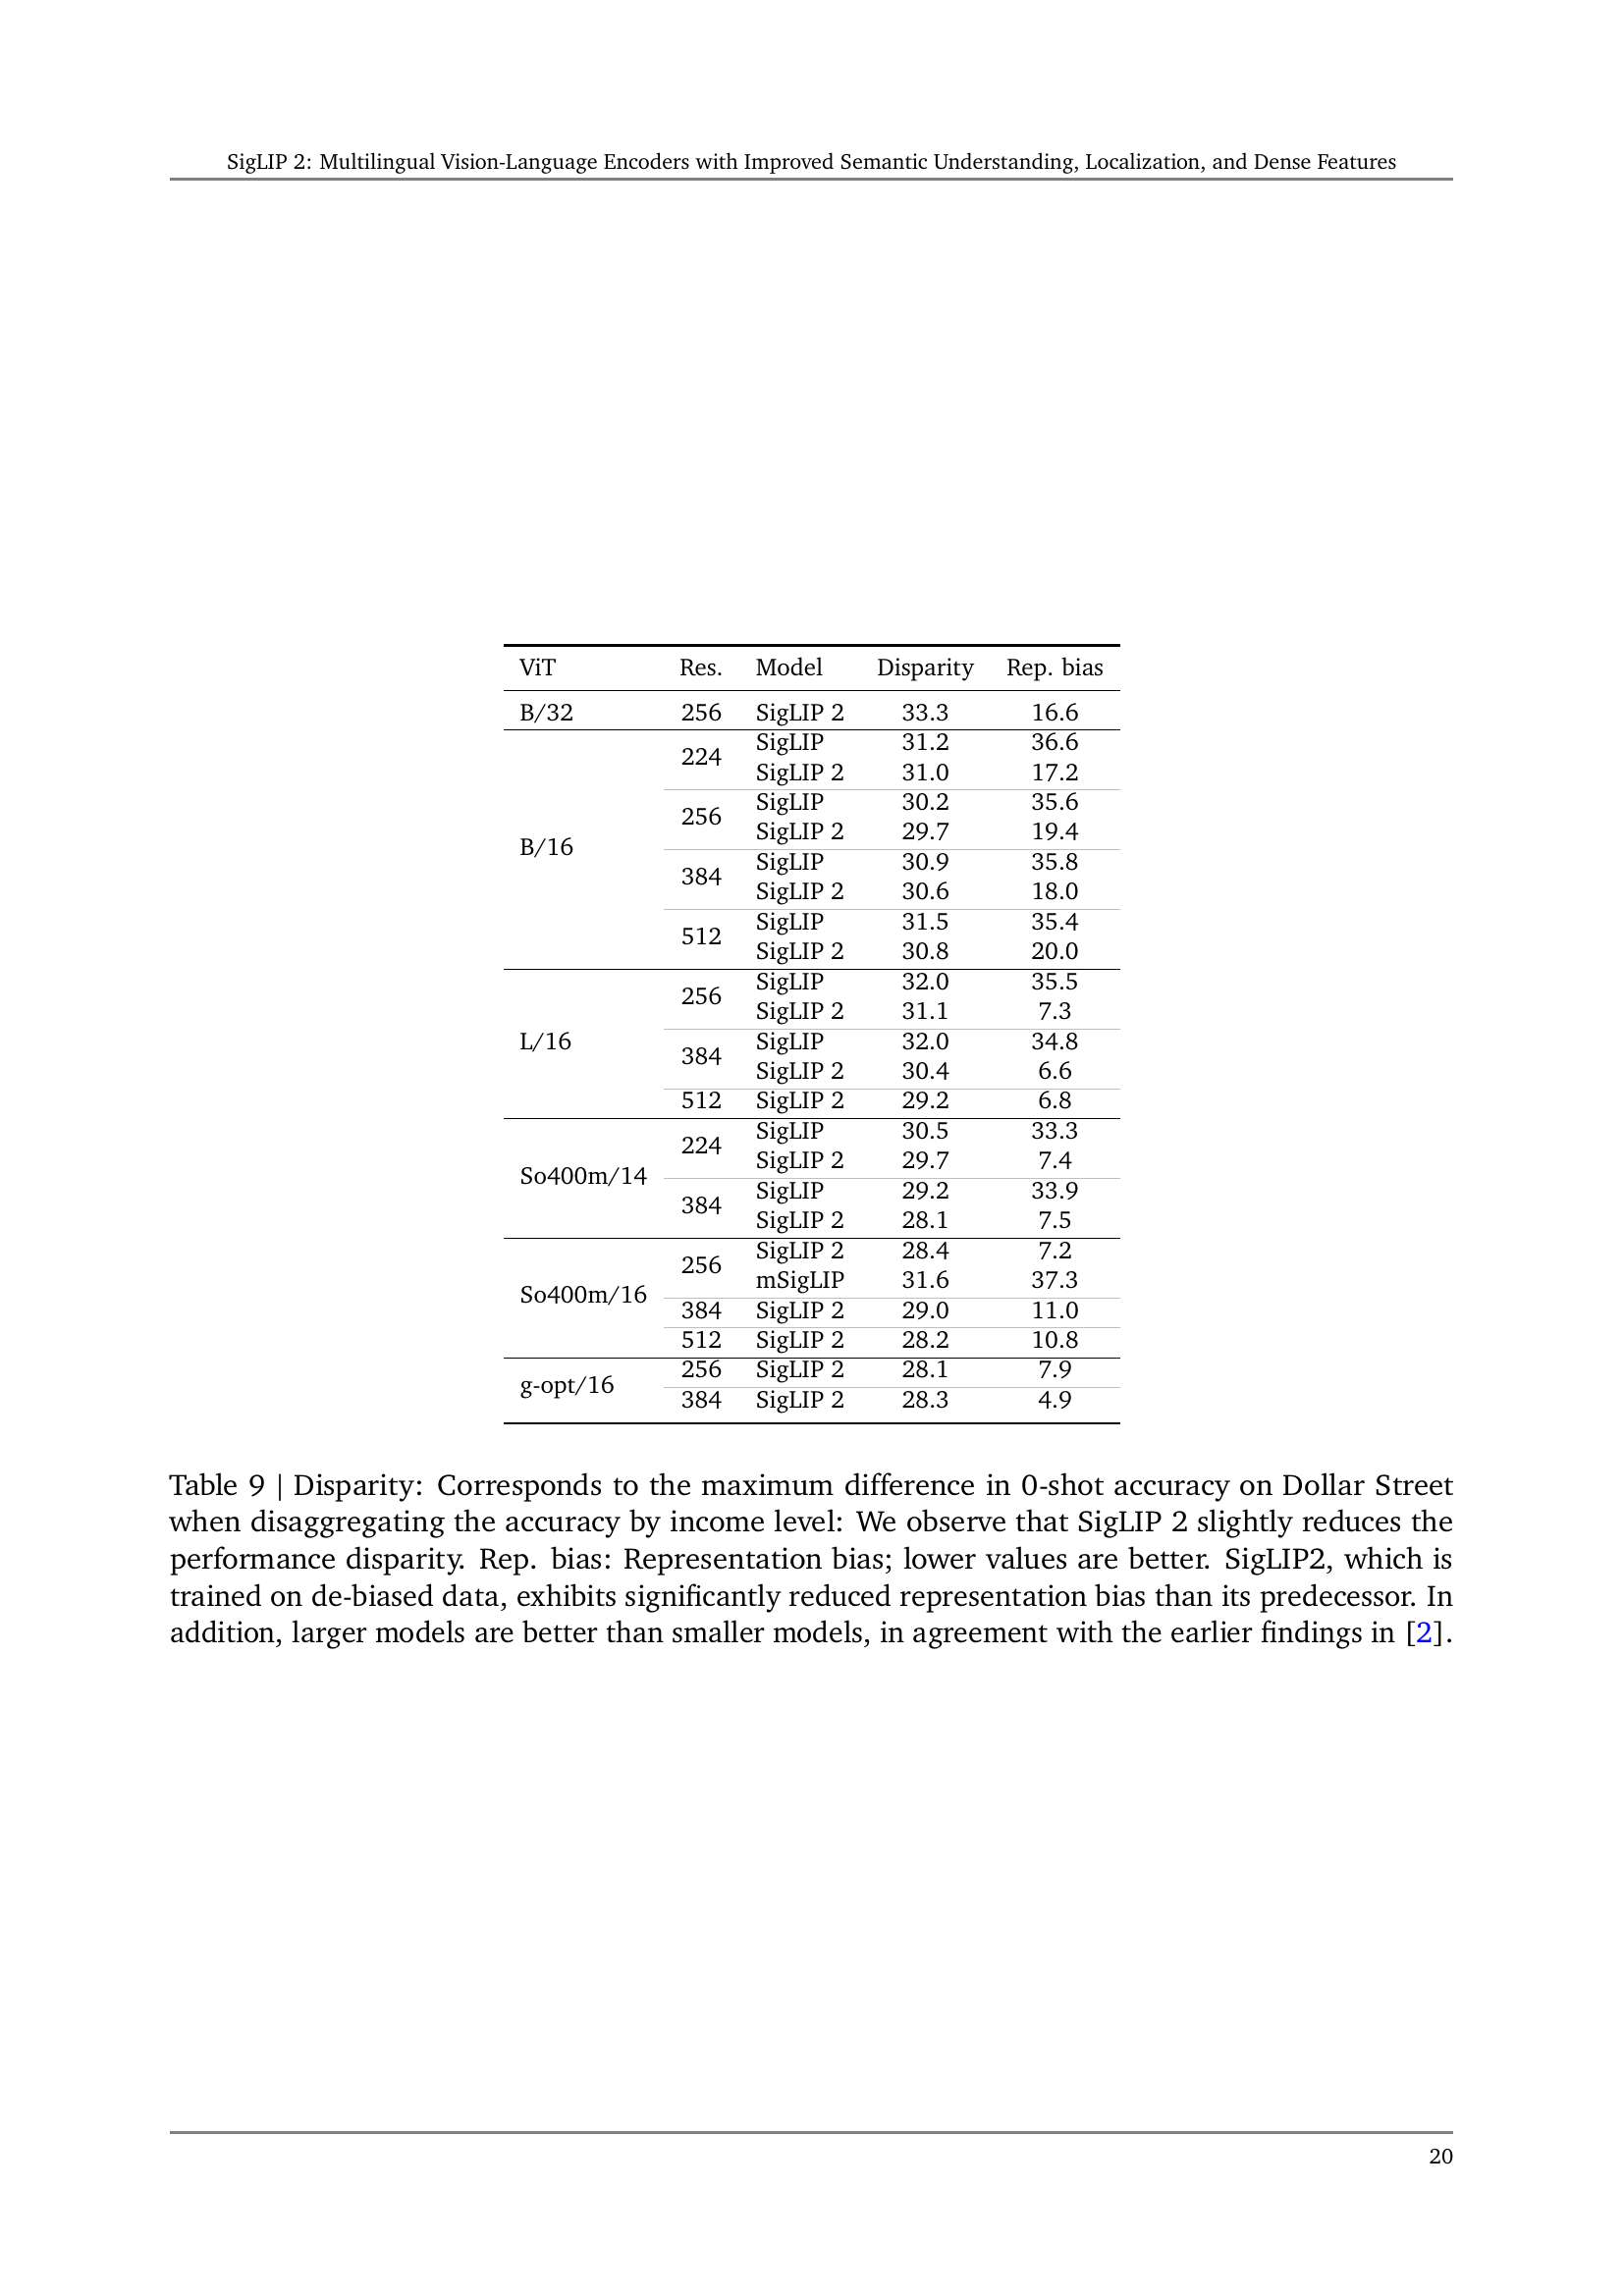 SigLIP 2: Multilingual Vision-Language Encoders with Improved Semantic Understanding, Localization, and Dense Features
ViT Res. Model Disparity Rep. bias
B/32 256 SigLIP 2 33.3 16.6
B/16 224 SigLIP 31.2 36.6
SigLIP 2 31.0 17.2
256 SigLIP 30.2 35.6
SigLIP 2 29.7 19.4
384 SigLIP 30.9 35.8
SigLIP 2 30.6 18.0
512 SigLIP 31.5 35.4
SigLIP 2 30.8 20.0
L/16 256 SigLIP 32.0 35.5
SigLIP 2 31.1 7.3
384 SigLIP 32.0 34.8
SigLIP 2 30.4 6.6
512 SigLIP 2 29.2 6.8
So400m/14 224 SigLIP 30.5 33.3
SigLIP 2 29.7 7.4
384 SigLIP 29.2 33.9
SigLIP 2 28.1 7.5
So400m/16 256 SigLIP 2 28.4 7.2
mSigLIP 31.6 37.3
384 SigLIP 2 29.0 11.0
512 SigLIP 2 28.2 10.8
g-opt/16 256 SigLIP 2 28.1 7.9
384 SigLIP 2 28.3 4.9
Table 9 | Disparity: Corresponds to the maximum difference in 0-shot accuracy on Dollar Street
when disaggregating the accuracy by income level: We observe that SigLIP 2 slightly reduces the
performance disparity. Rep. bias: Representation bias; lower values are better. SigLIP2, which is
trained on de-biased data, exhibits significantly reduced representation bias than its predecessor. In
addition, larger models are better than smaller models, in agreement with the earlier findings in [2].
20